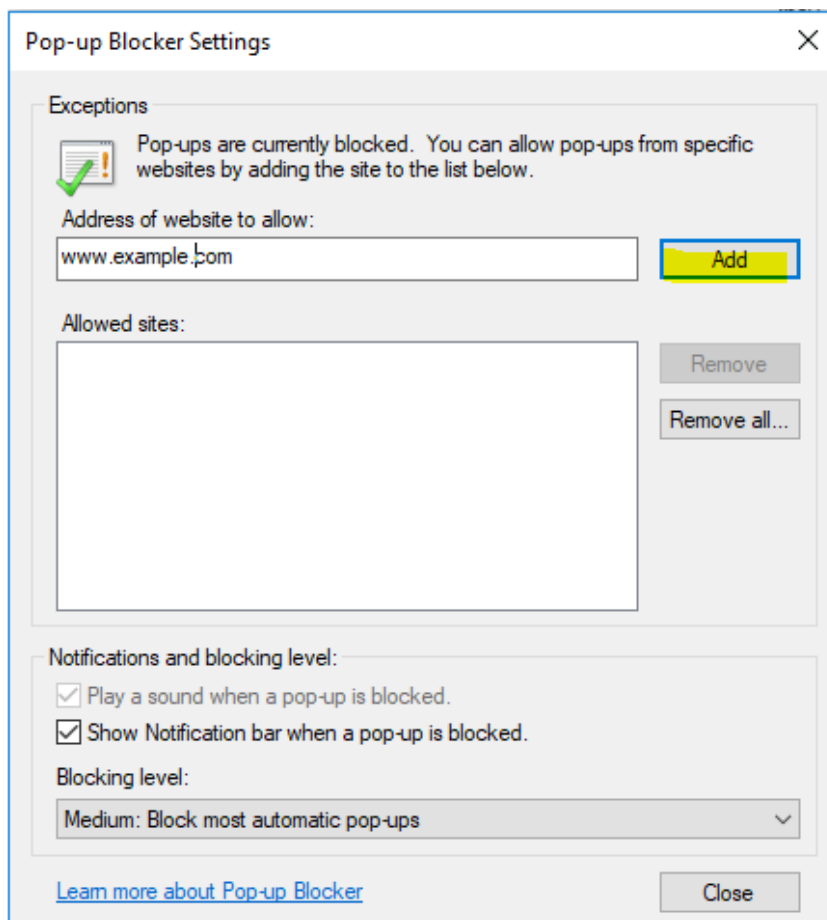 Pop-up Blocker Settings
Exceptions
Pop-ups are currently blocked.  You can allow pop-ups from specific
websites by adding the site to the list below.
Address of website to allow:
www.example.com
Add
Allowed sites:
Remove
Remove all...
Notifications and blocking level:
Play a sound when a pop-up is blocked.
Show Notification bar when a pop-up is blocked.
Blocking level:
Medium: Block most automatic pop-ups
Learn more about Pop-up Blocker
Close